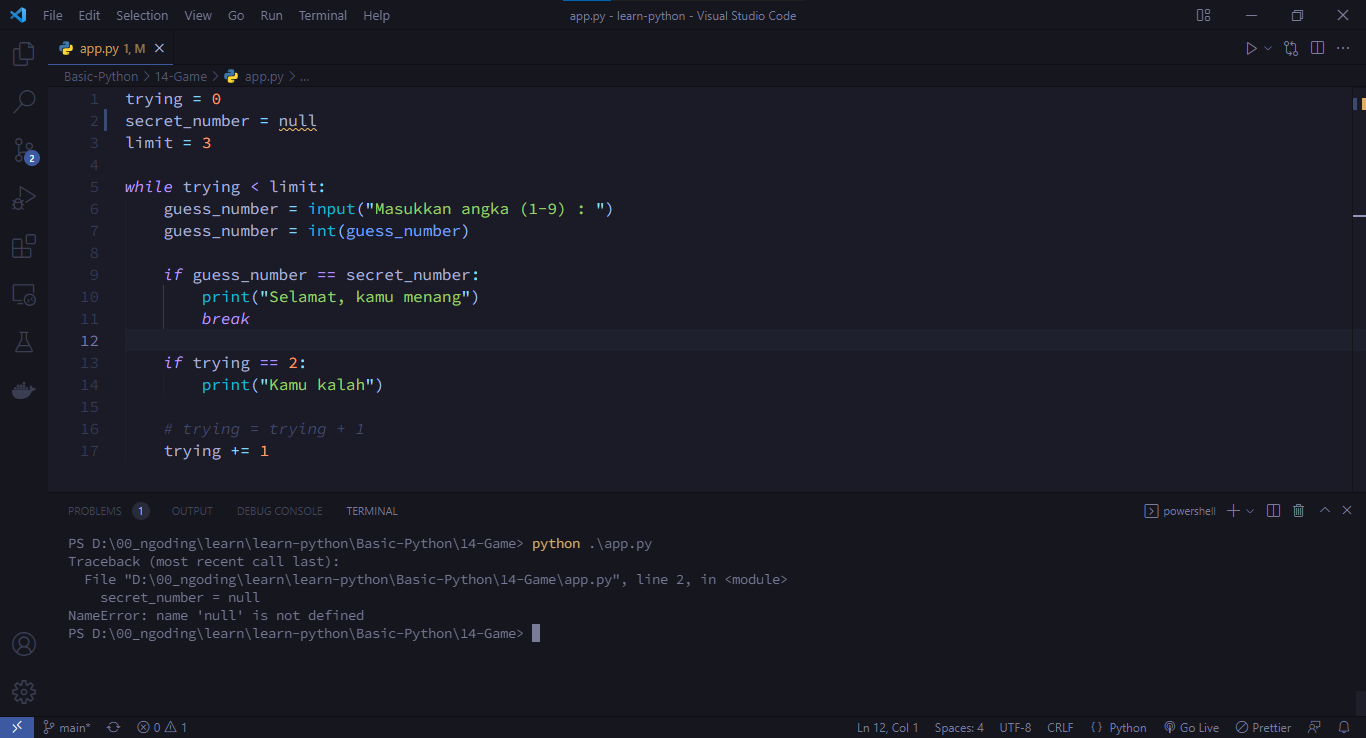 File Edit Selection View Go Run Terminal Help app.py - learn-python - Visual Studio Code
app.py 1, M
Basic-Python > 14-Game > app.py > ...
1 trying = 0
2 secret_number = null
3 limit = 3
4
5 while trying < limit:
6 guess_number = input("Masukkan angka (1-9) : ")
7 guess_number = int(guess_number)
8
9 if guess_number == secret_number:
10 print("Selamat, kamu menang")
11 break
12
13 if trying == 2:
14 print("Kamu kalah")
15
16 # trying = trying + 1
17 trying += 1
2
PROBLEMS 1 OUTPUT DEBUG CONSOLE TERMINAL powershell
PS D:\00_ngoding\learn\learn-python\Basic-Python\14-Game> python .\app.py
Traceback (most recent call last):
File "D:\00_ngoding\learn\learn-python\Basic-Python\14-Game\app.py", line 2, in <module>
secret_number = null
NameError: name 'null' is not defined
PS D:\00_ngoding\learn\learn-python\Basic-Python\14-Game>
main* 0 1 Ln 12, Col 1 Spaces: 4 UTF-8 CRLF {} Python Go Live Prettier